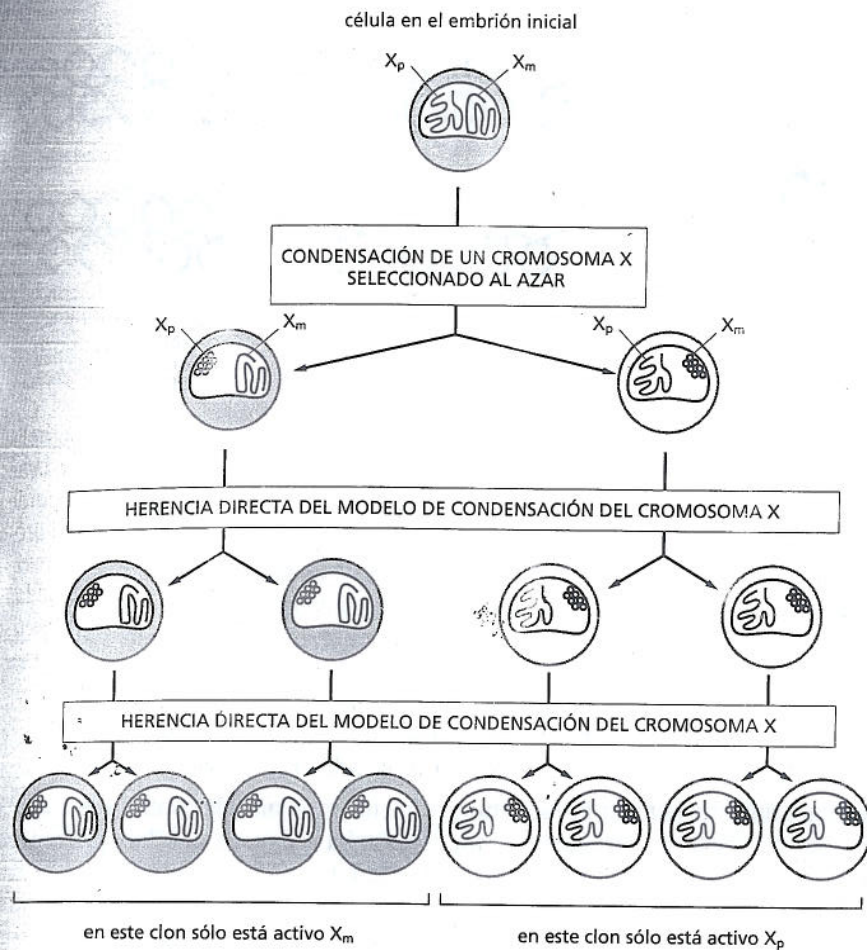 célula en el embrión inicial
Xp Xm
CONDENSACIÓN DE UN CROMOSOMA X
SELECCIONADO AL AZAR
Xp Xm Xp Xm
HERENCIA DIRECTA DEL MODELO DE CONDENSACIÓN DEL CROMOSOMA X
HERENCIA DIRECTA DEL MODELO DE CONDENSACIÓN DEL CROMOSOMA X
en este clon sólo está activo Xm en este clon sólo está activo Xp